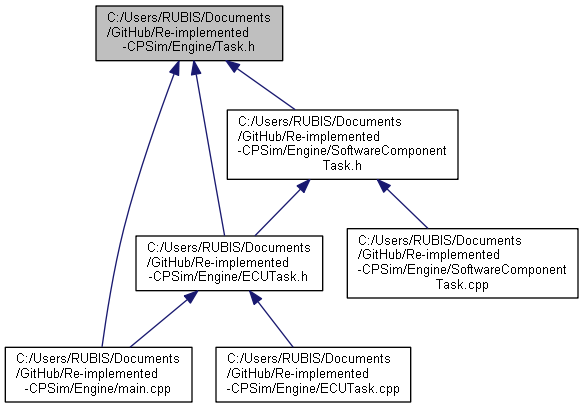 C:/Users/RUBIS/Documents
/GitHub/Re-implemented
-CPSim/Engine/Task.h
C:/Users/RUBIS/Documents
/GitHub/Re-implemented
-CPSim/Engine/SoftwareComponent
Task.h
C:/Users/RUBIS/Documents
/GitHub/Re-implemented
-CPSim/Engine/ECUTask.h
C:/Users/RUBIS/Documents
/GitHub/Re-implemented
-CPSim/Engine/SoftwareComponent
Task.cpp
C:/Users/RUBIS/Documents
/GitHub/Re-implemented
-CPSim/Engine/main.cpp
C:/Users/RUBIS/Documents
/GitHub/Re-implemented
-CPSim/Engine/ECUTask.cpp